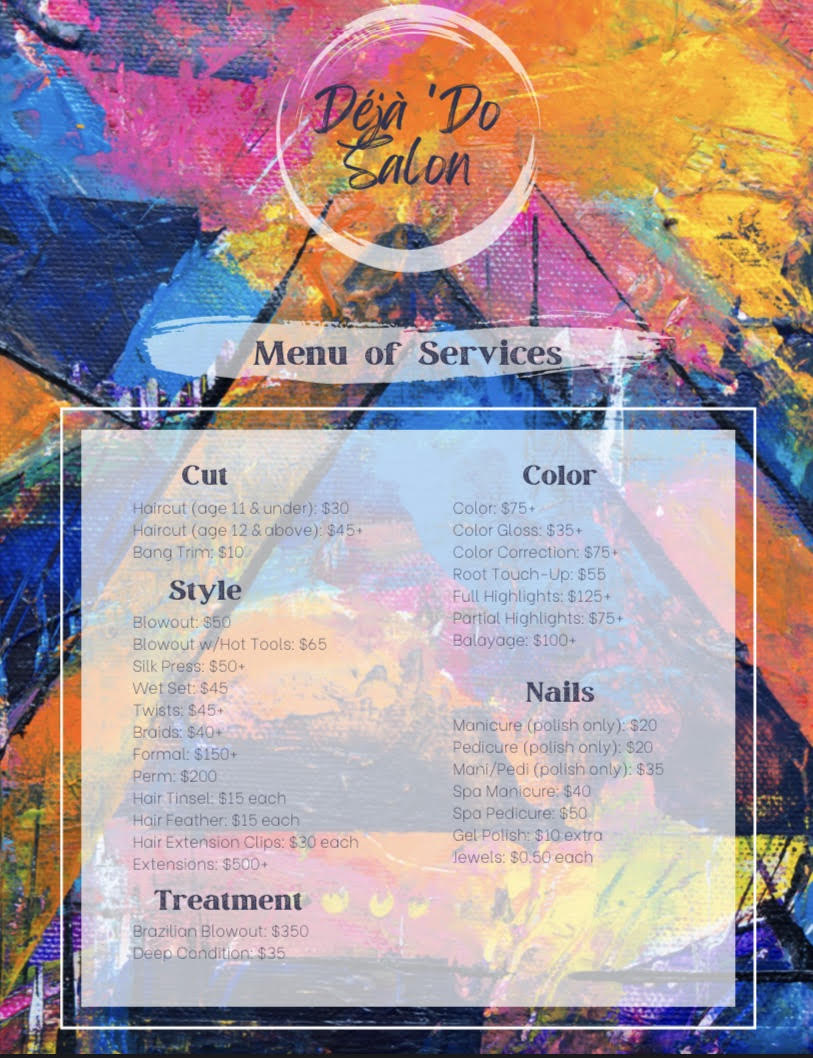 Déjà 'Do
Salon
Menu of Services
Cut
Haircut (age 11 & under): $30
Haircut (age 12 & above): $45+
Bang Trim: $10
Style
Blowout: $50
Blowout w/Hot Tools: $65
Silk Press: $50+
Wet Set: $45
Twists: $45+
Braids: $40+
Formal: $150+
Perm: $200
Hair Tinsel: $15 each
Hair Feather: $15 each
Hair Extension Clips: $30 each
Extensions: $500+
Treatment
Brazilian Blowout: $350
Deep Condition: $35
Color
Color: $75+
Color Gloss: $35+
Color Correction: $75+
Root Touch-Up: $55
Full Highlights: $125+
Partial Highlights: $75+
Balayage: $100+
Nails
Manicure (polish only): $20
Pedicure (polish only): $20
Mani/Pedi (polish only): $35
Spa Manicure: $40
Spa Pedicure: $50
Gel Polish: $10 extra
Jewels: $0.50 each